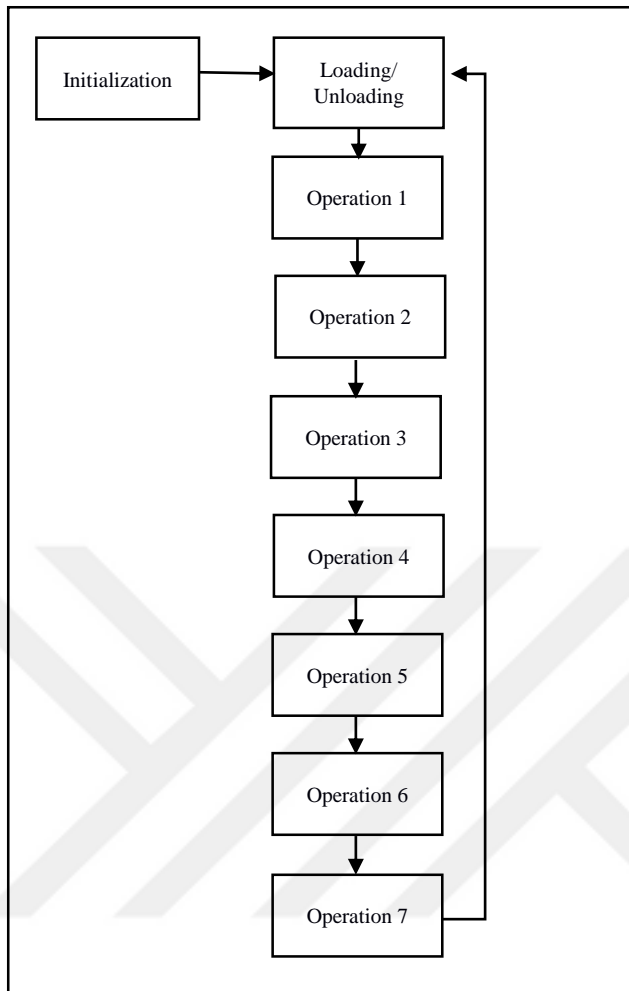 Initialization
Loading/
Unloading
Operation 1
Operation 2
Operation 3
Operation 4
Operation 5
Operation 6
Operation 7